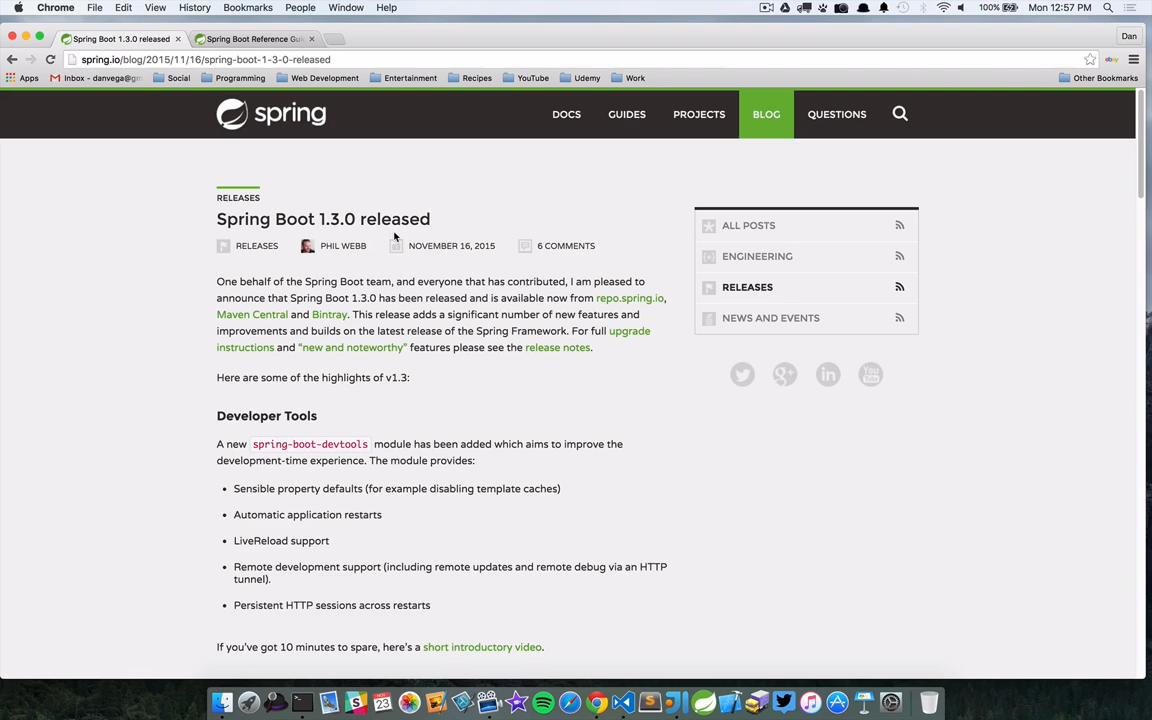 Chrome File Edit View History Bookmarks People Window Help 100% Mon 12:57 PM
Spring Boot 1.3.0 released Spring Boot Reference Gui Dan
spring.io/blog/2015/11/16/spring-boot-1-3-0-released ebay
Apps Inbox - danvega@gm Social Programming Web Development Entertainment Recipes YouTube Udemy Work Other Bookmarks
spring DOCS GUIDES PROJECTS BLOG QUESTIONS
RELEASES
Spring Boot 1.3.0 released
RELEASES PHIL WEBB NOVEMBER 16, 2015 6 COMMENTS
One behalf of the Spring Boot team, and everyone that has contributed, I am pleased to
announce that Spring Boot 1.3.0 has been released and is available now from repo.spring.io,
Maven Central and Bintray. This release adds a significant number of new features and
improvements and builds on the latest release of the Spring Framework. For full upgrade
instructions and “new and noteworthy” features please see the release notes.
Here are some of the highlights of v1.3:
Developer Tools
A new spring-boot-devtools module has been added which aims to improve the
development-time experience. The module provides:
• Sensible property defaults (for example disabling template caches)
• Automatic application restarts
• LiveReload support
• Remote development support (including remote updates and remote debug via an HTTP
tunnel).
• Persistent HTTP sessions across restarts
If you’ve got 10 minutes to spare, here’s a short introductory video.
ALL POSTS
ENGINEERING
RELEASES
NEWS AND EVENTS